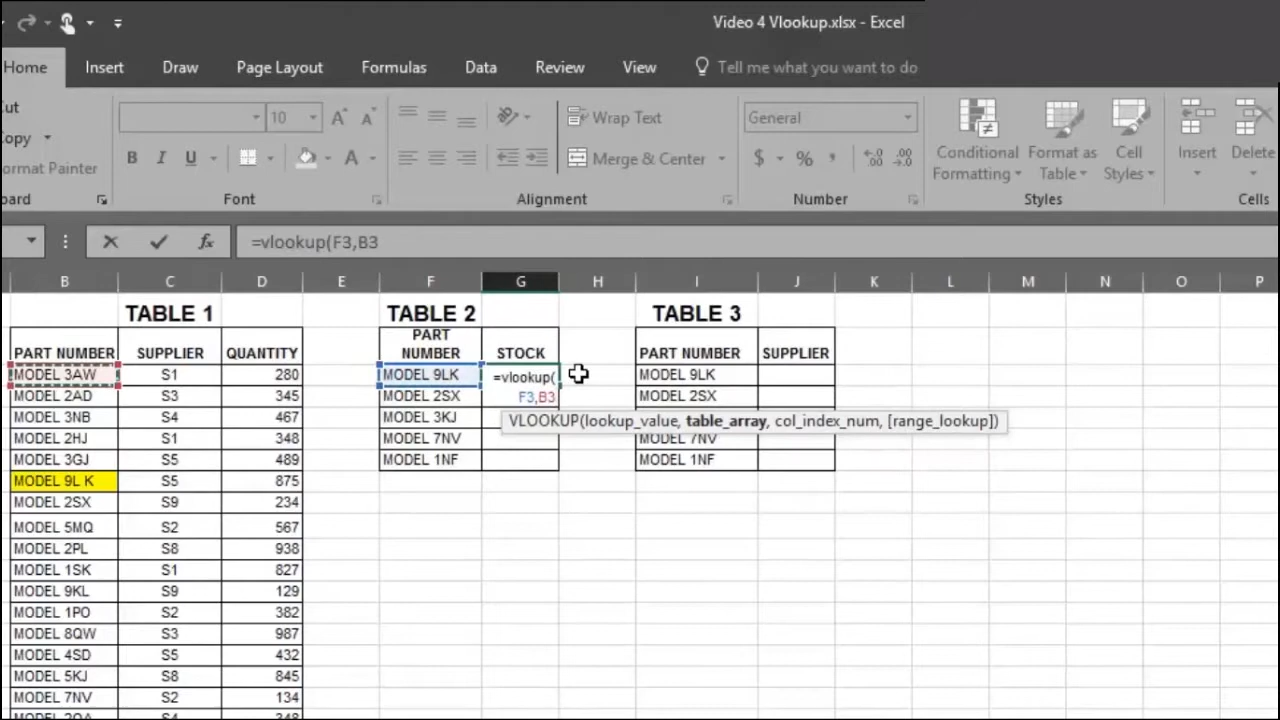 Video 4 Vlookup.xlsx - Excel
Home Insert Draw Page Layout Formulas Data Review View Tell me what you want to do
ut
opy
ormat Painter
10 A A
Wrap Text
General
B I U A
Merge & Center
$ % , .00 .00
Conditional Formatting
Format as Table
Cell Styles
Insert
Delete
oard Font Alignment Number Styles Cells
fx =vlookup(F3,B3
B C D E F G H I J K L M N O P
TABLE 1 TABLE 2 TABLE 3
PART NUMBER SUPPLIER QUANTITY PART NUMBER STOCK PART NUMBER SUPPLIER
MODEL 3AW S1 280 MODEL 9LK =vlookup( MODEL 9LK
MODEL 2AD S3 345 MODEL 2SX F3,B3 MODEL 2SX
MODEL 3NB S4 467 MODEL 3KJ VLOOKUP(lookup_value, table_array, col_index_num, [range_lookup])
MODEL 2HJ S1 348 MODEL 7NV MODEL 7NV
MODEL 3GJ S5 489 MODEL 1NF MODEL 1NF
MODEL 9L K S5 875
MODEL 2SX S9 234
MODEL 5MQ S2 567
MODEL 2PL S8 938
MODEL 1SK S1 827
MODEL 9KL S9 129
MODEL 1PO S2 382
MODEL 8QW S3 987
MODEL 4SD S5 432
MODEL 5KJ S8 845
MODEL 7NV S2 134